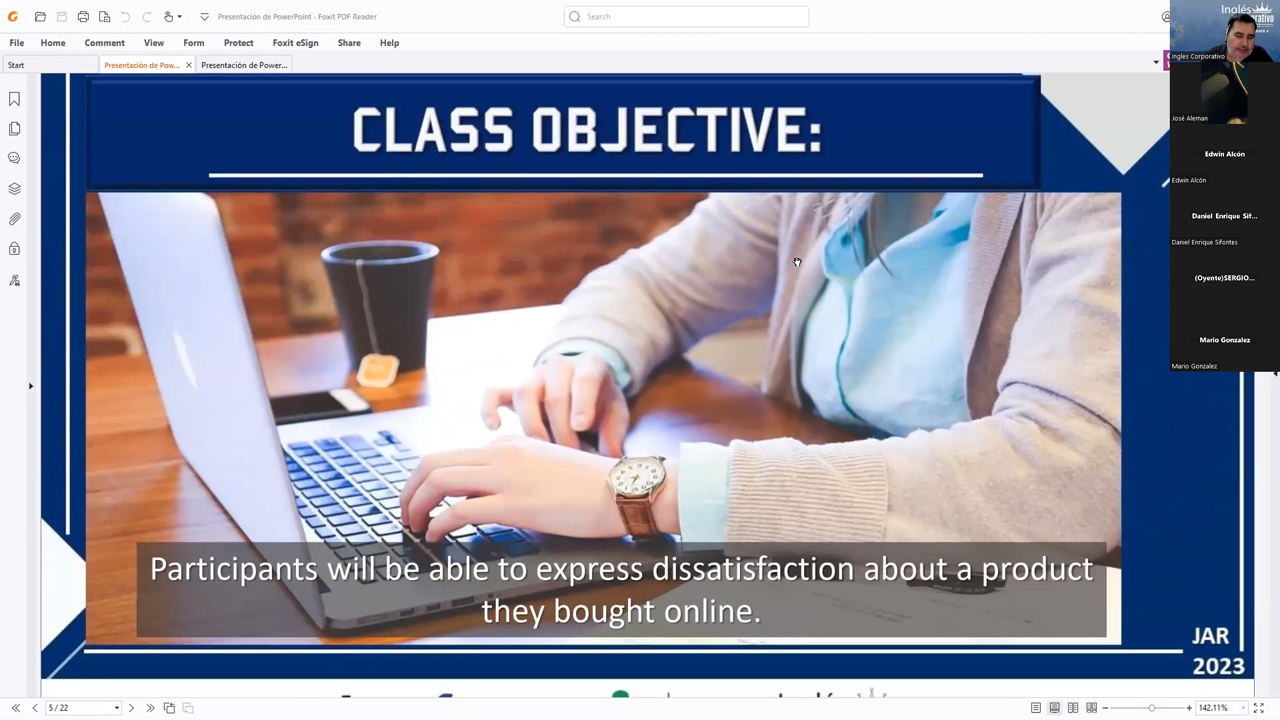 Presentación de PowerPoint - Foxit PDF Reader
Search
File Home Comment View Form Protect Foxit eSign Share Help
Start
Presentación de Pow...
Presentación de Power...
CLASS OBJECTIVE:
Participants will be able to express dissatisfaction about a product
they bought online.
JAR
2023
Inglés
Ingles Corporativo
José Aleman
Edwin Alcón
Edwin Alcón
Daniel Enrique Sif...
Daniel Enrique Sifontes
(Oyente)SERGIO...
Mario Gonzalez
Mario Gonzalez
5 / 22
142.11%